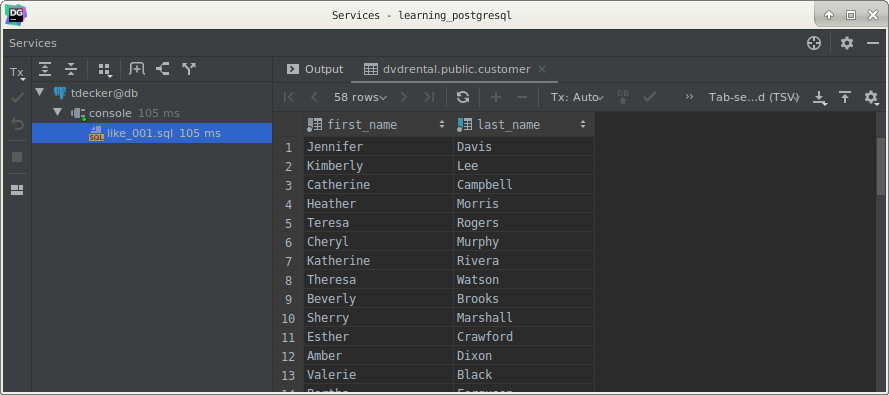 DG
Services - learning_postgresql
Services
Tx
tdecker@db
console 105 ms
SQL like_001.sql 105 ms
Output dvdrental.public.customer
58 rows Tx: Auto DB Tab-se...d (TSV)
first_name last_name
1 Jennifer Davis
2 Kimberly Lee
3 Catherine Campbell
4 Heather Morris
5 Teresa Rogers
6 Cheryl Murphy
7 Katherine Rivera
8 Theresa Watson
9 Beverly Brooks
10 Sherry Marshall
11 Esther Crawford
12 Amber Dixon
13 Valerie Black